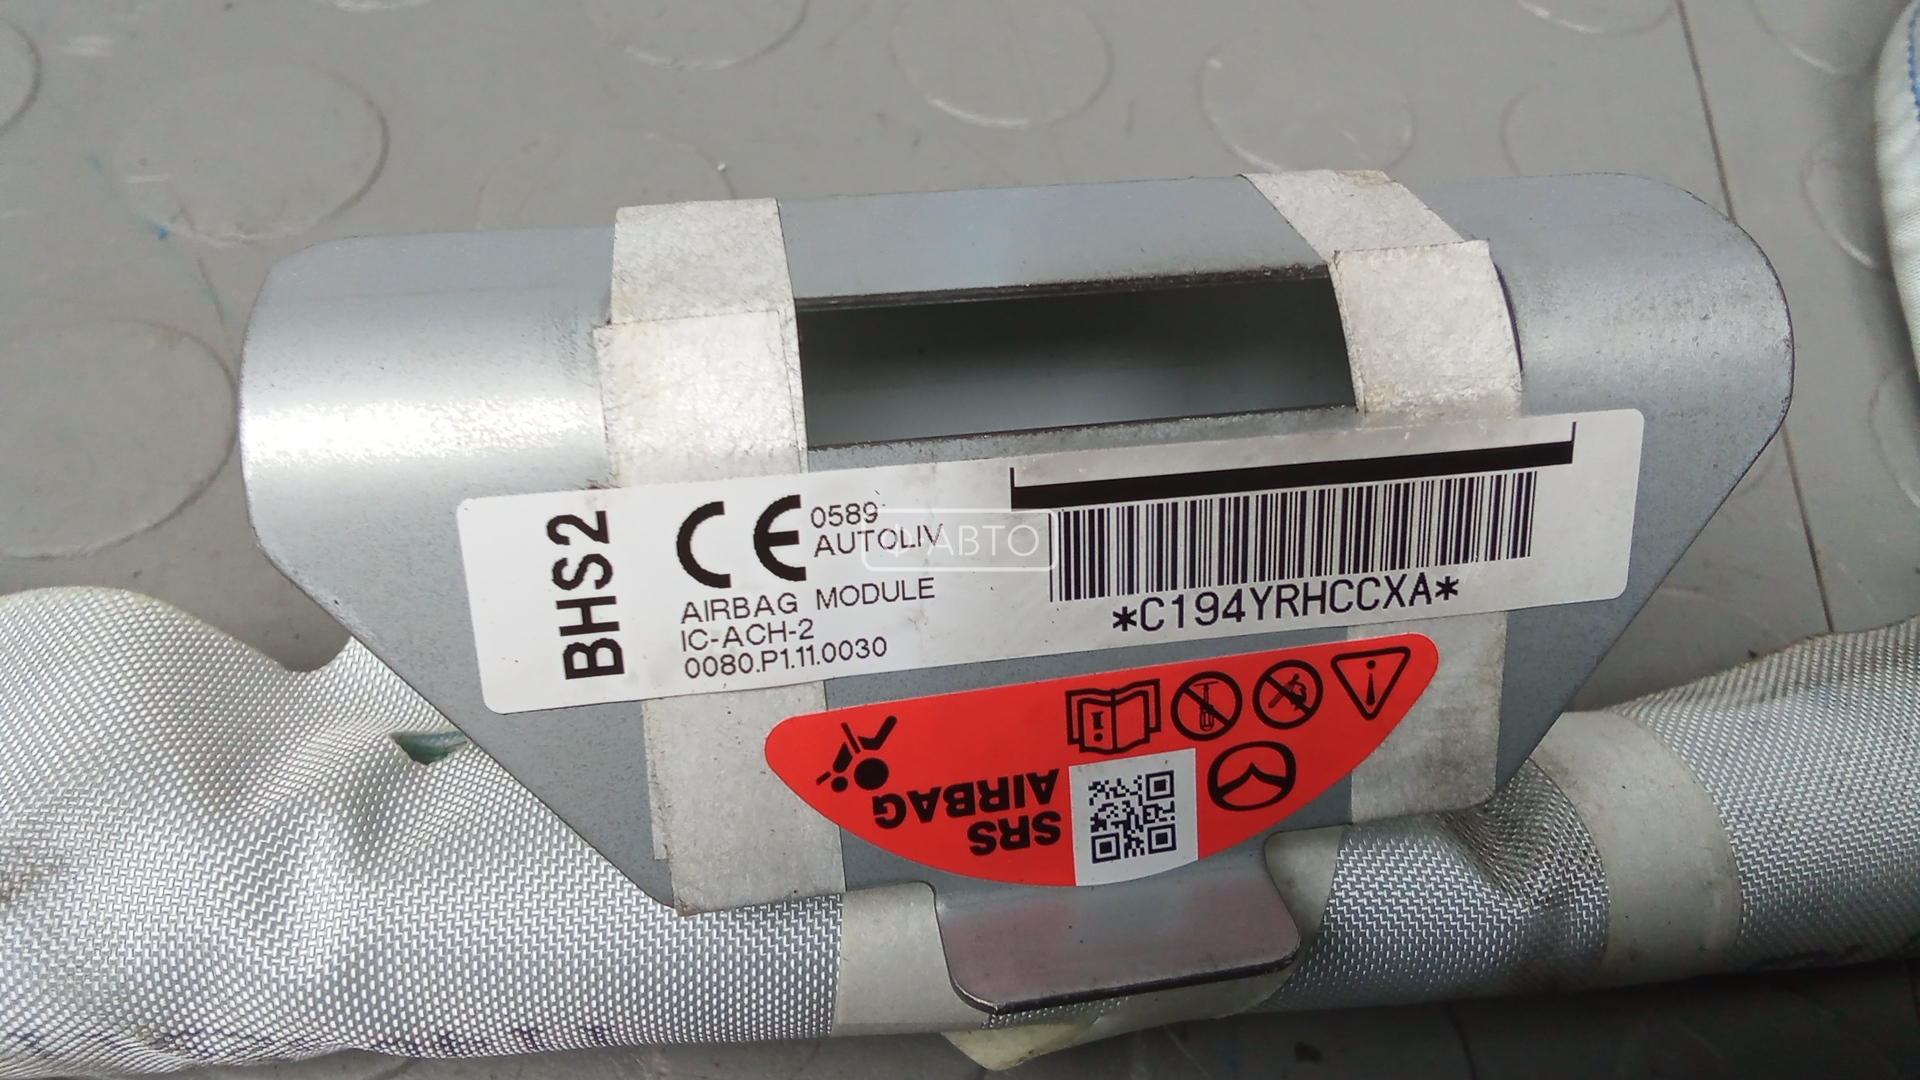 BHS2
CE
0589
AUTOLIV
AIRBAG MODULE
IC-ACH-2
0080.P1.11.0030
*C194YRHCCXA*
АВТО
SRS
AIRBAG